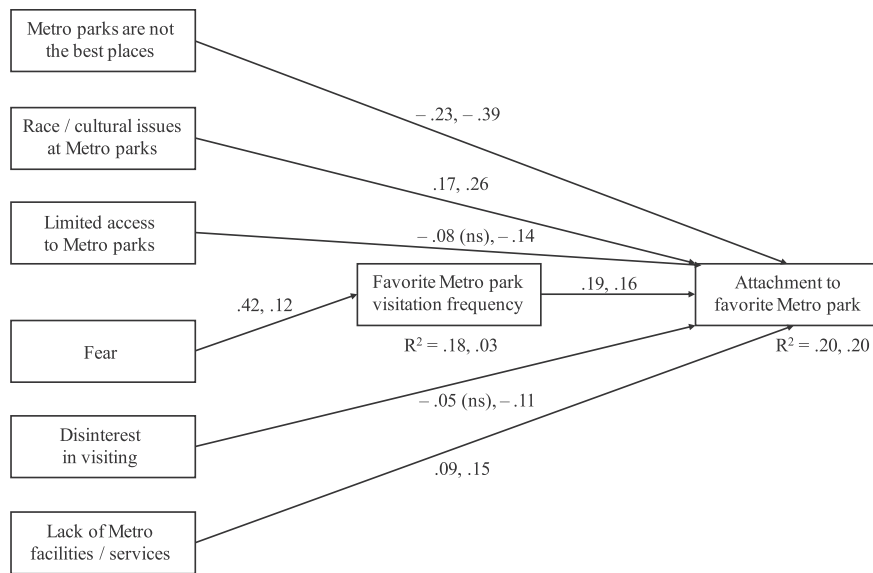 Metro parks are not
the best places
– .23, – .39
Race / cultural issues
at Metro parks
.17, .26
Limited access
to Metro parks
– .08 (ns), – .14
Favorite Metro park
visitation frequency
.19, .16
Attachment to
favorite Metro park
.42, .12
Fear
R² = .18, .03
R² = .20, .20
– .05 (ns), – .11
Disinterest
in visiting
.09, .15
Lack of Metro
facilities / services